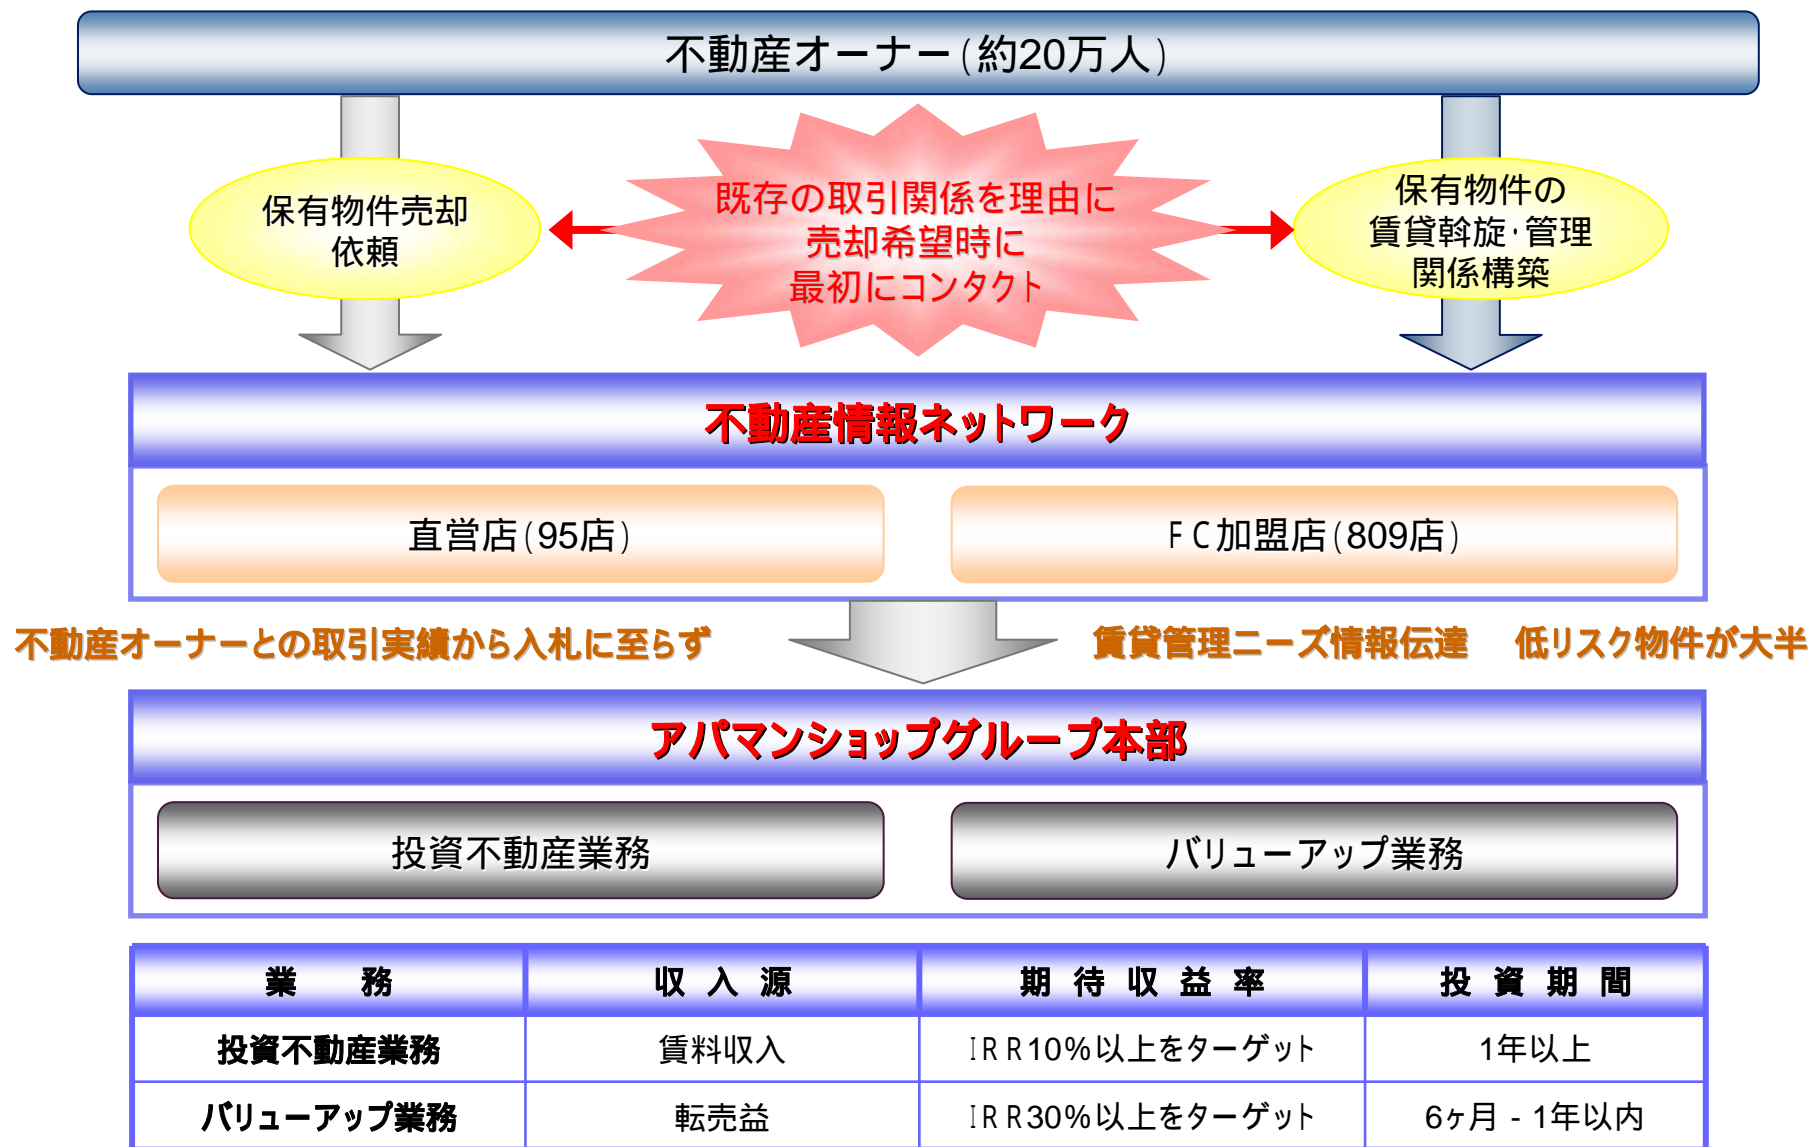 不動産オーナー(約20万人)
保有物件売却
依頼
既存の取引関係を理由に
売却希望時に
最初にコンタクト
保有物件の
賃貸斡旋・管理
関係構築
不動産情報ネットワーク
直営店(95店)
FC加盟店(809店)
不動産オーナーとの取引実績から入札に至らず
賃貸管理ニーズ情報伝達 低リスク物件が大半
アパマンショップグループ本部
投資不動産業務
バリューアップ業務
業 務 収 入 源 期 待 収 益 率 投 資 期 間
投資不動産業務 賃料収入 IRR10%以上をターゲット 1年以上
バリューアップ業務 転売益 IRR30%以上をターゲット 6ヶ月 - 1年以内